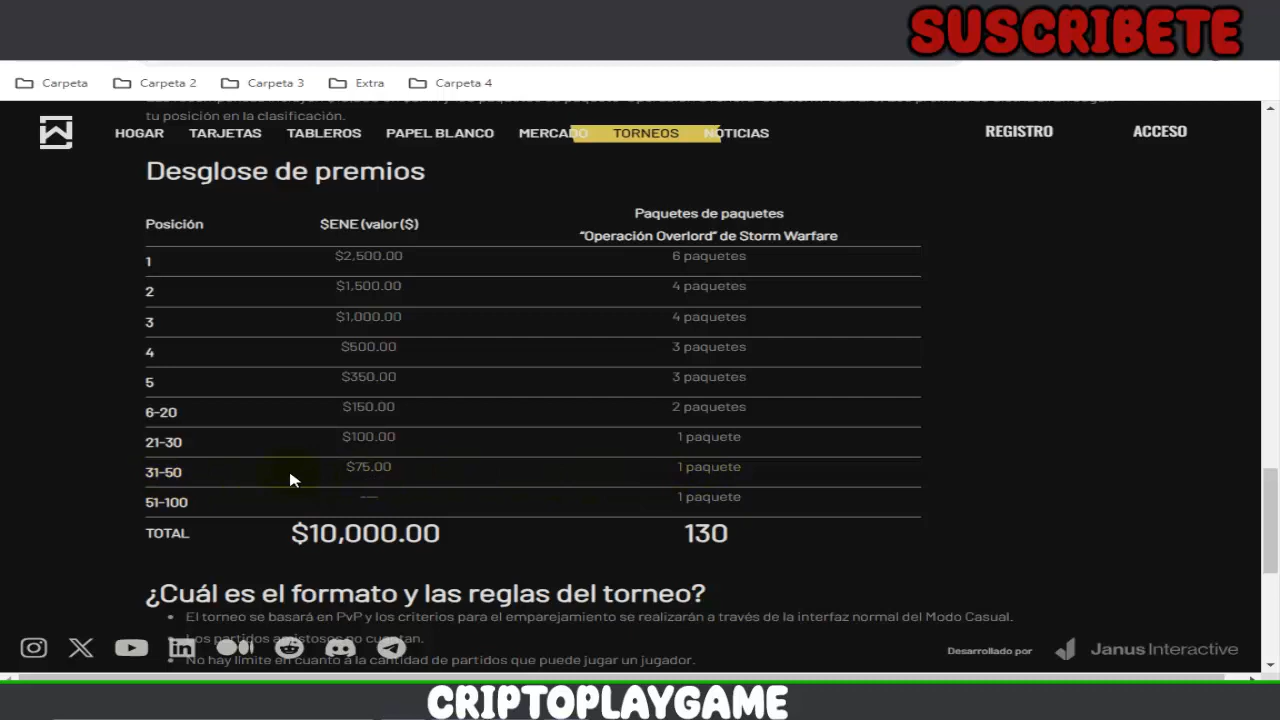 SUSCRIBETE
Carpeta Carpeta 2 Carpeta 3 Extra Carpeta 4
tu posición en la clasificación.
HOGAR TARJETAS TABLEROS PAPEL BLANCO MERCADO TORNEOS NOTICIAS REGISTRO ACCESO
Desglose de premios
Paquetes de paquetes
Posición $ENE (valor ($)
"Operación Overlord" de Storm Warfare
1 $2,500.00 6 paquetes
2 $1,500.00 4 paquetes
3 $1,000.00 4 paquetes
4 $500.00 3 paquetes
5 $350.00 3 paquetes
6-20 $150.00 2 paquetes
21-30 $100.00 1 paquete
31-50 $75.00 1 paquete
51-100 ---- 1 paquete
TOTAL $10,000.00 130
¿Cuál es el formato y las reglas del torneo?
• El torneo se basará en PvP y los criterios para el emparejamiento se realizarán a través de la interfaz normal del Modo Casual.
• Los partidos amistosos no cuentan.
• No hay límite en cuanto a la cantidad de partidos que puede jugar un jugador.
Desarrollado por Janus Interactive
CRIPTOPLAYGAME